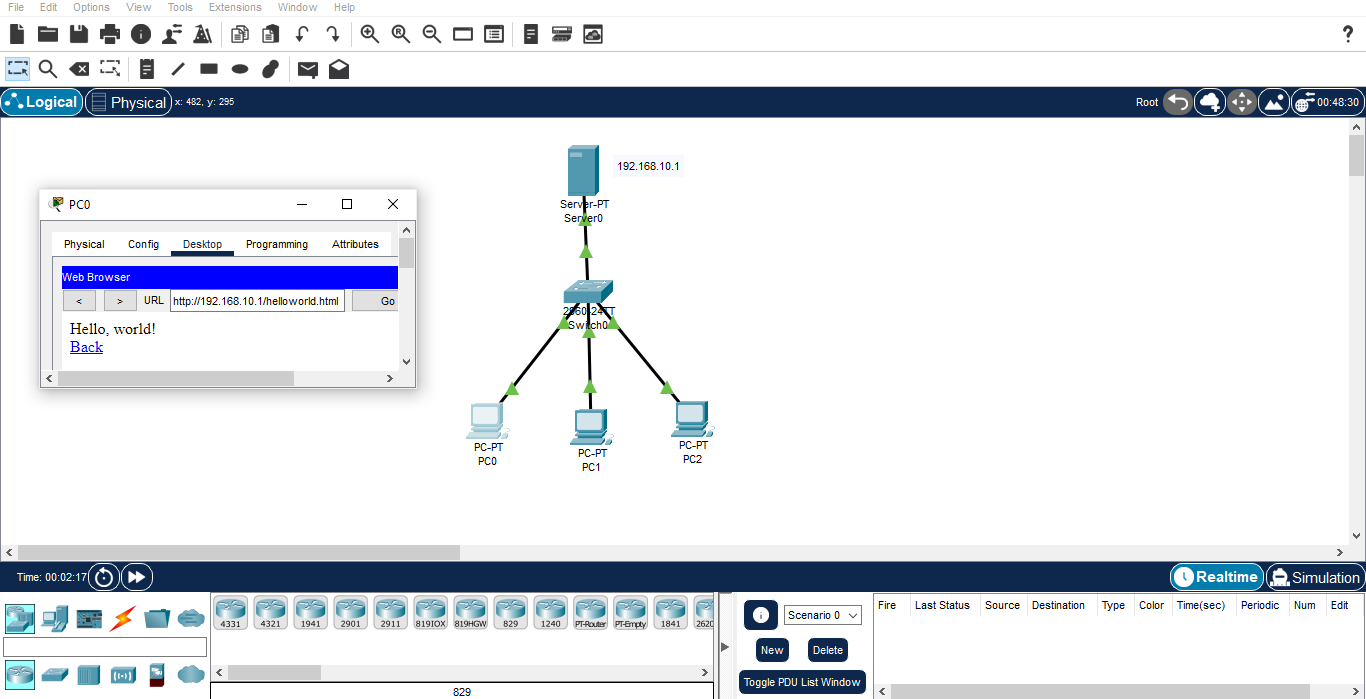 File Edit Options View Tools Extensions Window Help
Logical Physical x: 482, y: 295 Root 00:48:30
192.168.10.1
Server-PT
Server0
PC0
Physical Config Desktop Programming Attributes
Web Browser
< > URL http://192.168.10.1/helloworld.html Go
Hello, world!
Back
2960-24TT
Switch0
PC-PT
PC0
PC-PT
PC1
PC-PT
PC2
Time: 00:02:17 Realtime Simulation
4331 4321 1941 2901 2911 819IOX 819HGW 829 1240 PT-Router PT-Empty 1841 2620
829
Scenario 0
New Delete
Toggle PDU List Window
Fire Last Status Source Destination Type Color Time(sec) Periodic Num Edit